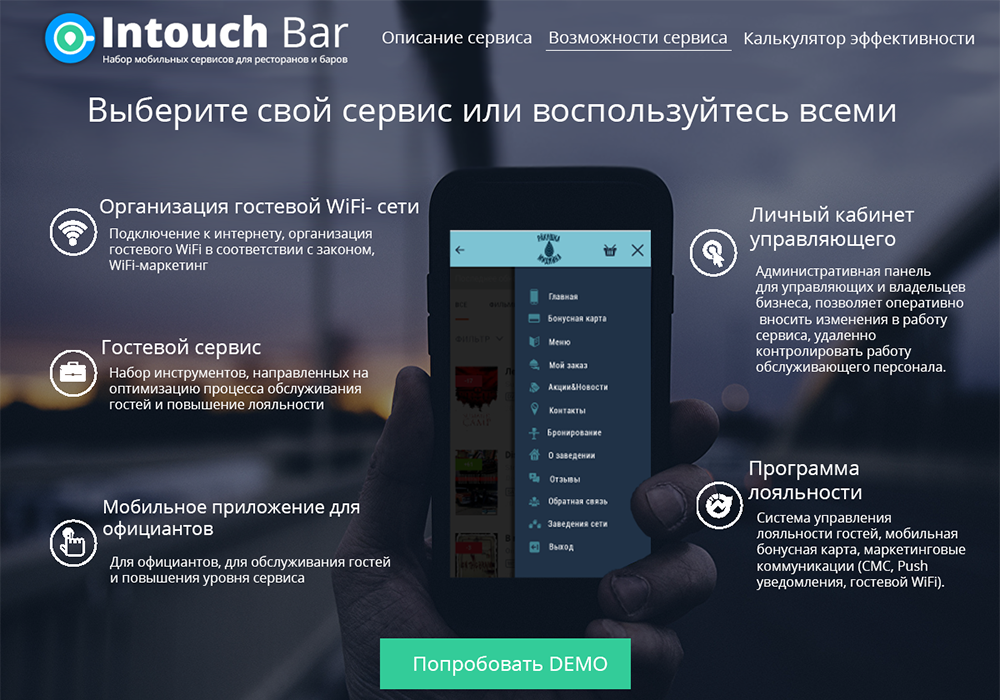 Intouch Bar
Набор мобильных сервисов для ресторанов и баров
Описание сервиса
Возможности сервиса
Калькулятор эффективности
Выберите свой сервис или воспользуйтесь всеми
Организация гостевой WiFi- сети
Подключение к интернету, организация
гостевого WiFi в соответствии с законом,
WiFi-маркетинг
Гостевой сервис
Набор инструментов, направленных на
оптимизацию процесса обслуживания
гостей и повышение лояльности
Мобильное приложение для
официантов
Для официантов, для обслуживания гостей
и повышения уровня сервиса
Главная
Бонусная карта
Меню
Мой заказ
Акции&Новости
Контакты
Бронирование
О заведении
Отзывы
Обратная связь
Заведения сети
Выход
Личный кабинет
управляющего
Административная панель
для управляющих и владельцев
бизнеса, позволяет оперативно
вносить изменения в работу
сервиса, удаленно
контролировать работу
обслуживающего персонала.
Программа
лояльности
Система управления
лояльности гостей, мобильная
бонусная карта, маркетинговые
коммуникации (СМС, Push
уведомления, гостевой WiFi).
Попробовать DEMO